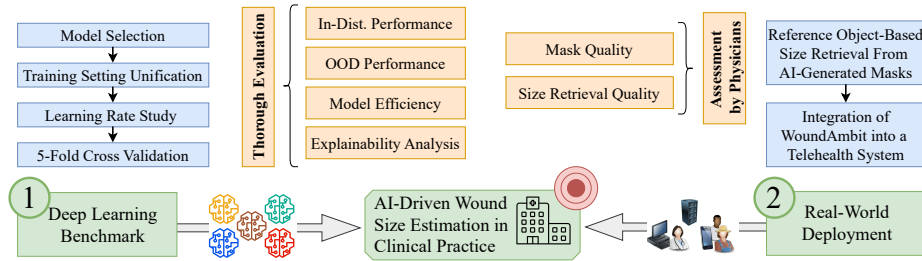 Model Selection
Training Setting Unification
Learning Rate Study
5-Fold Cross Validation
Thorough Evaluation
In-Dist. Performance
OOD Performance
Model Efficiency
Explainability Analysis
Mask Quality
Size Retrieval Quality
Assessment
by Physicians
Reference Object-Based
Size Retrieval From
AI-Generated Masks
Integration of
WoundAmbit into a
Telehealth System
1
Deep Learning
Benchmark
AI-Driven Wound
Size Estimation in
Clinical Practice
2
Real-World
Deployment